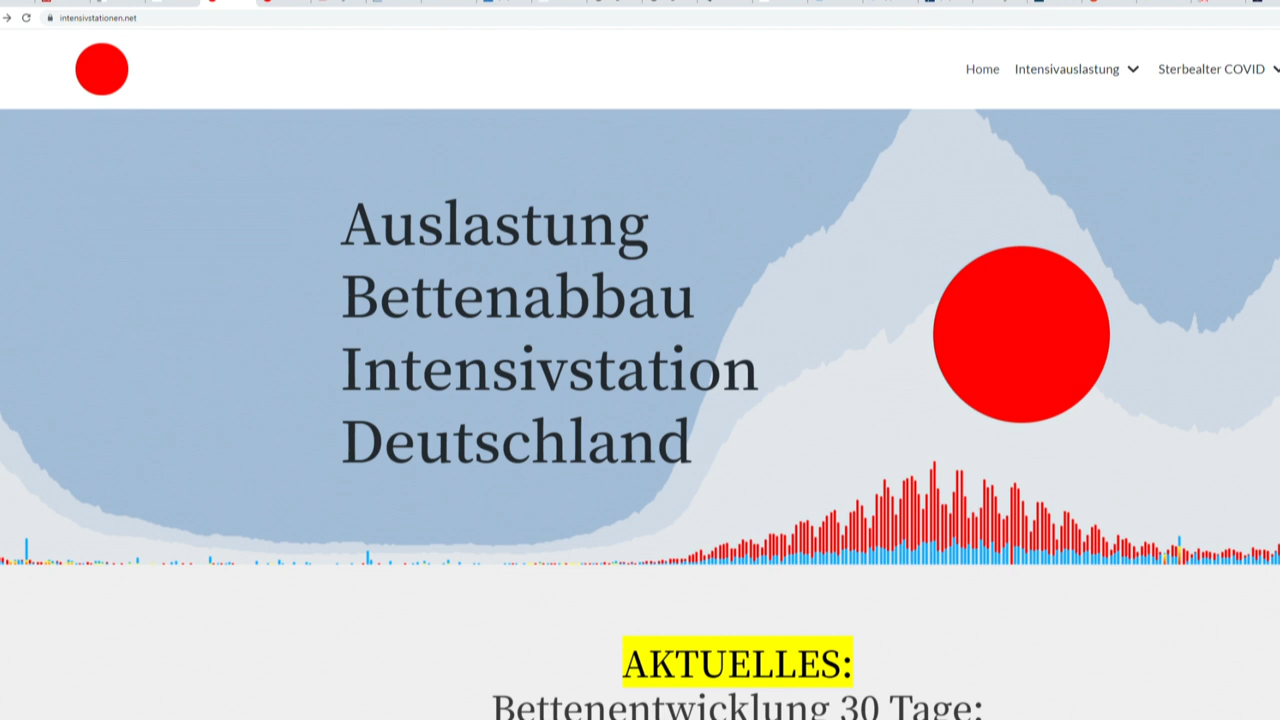 intensivstationen.net
Home Intensivauslastung Sterbealter COVID
Auslastung
Bettenabbau
Intensivstation
Deutschland
AKTUELLES:
Bettenentwicklung 30 Tage: